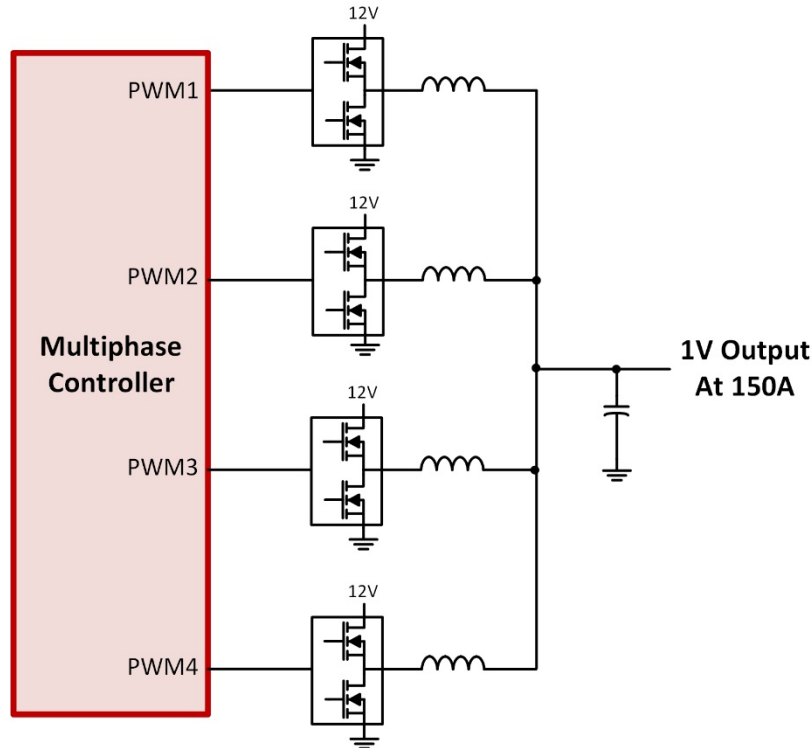 12V
PWM1
12V
PWM2
Multiphase
Controller
1V Output
At 150A
12V
PWM3
12V
PWM4